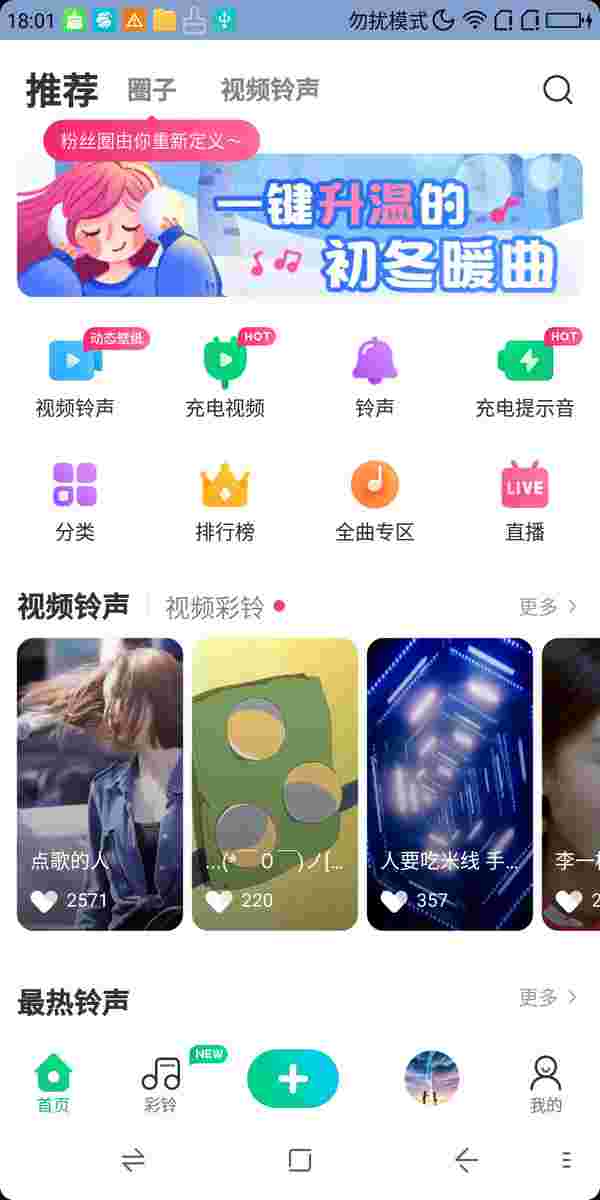 18:01 勿扰模式
推荐 圈子 视频铃声
粉丝圈由你重新定义~
一键升温的
初冬暖曲
动态壁纸 HOT HOT
视频铃声 充电视频 铃声 充电提示音
LIVE
分类 排行榜 全曲专区 直播
视频铃声 视频彩铃 更多
点歌的人 ...(* ̄0 ̄)ノ[... 人要吃米线 手...
2571 220 357
最热铃声 更多
NEW
首页 彩铃 我的